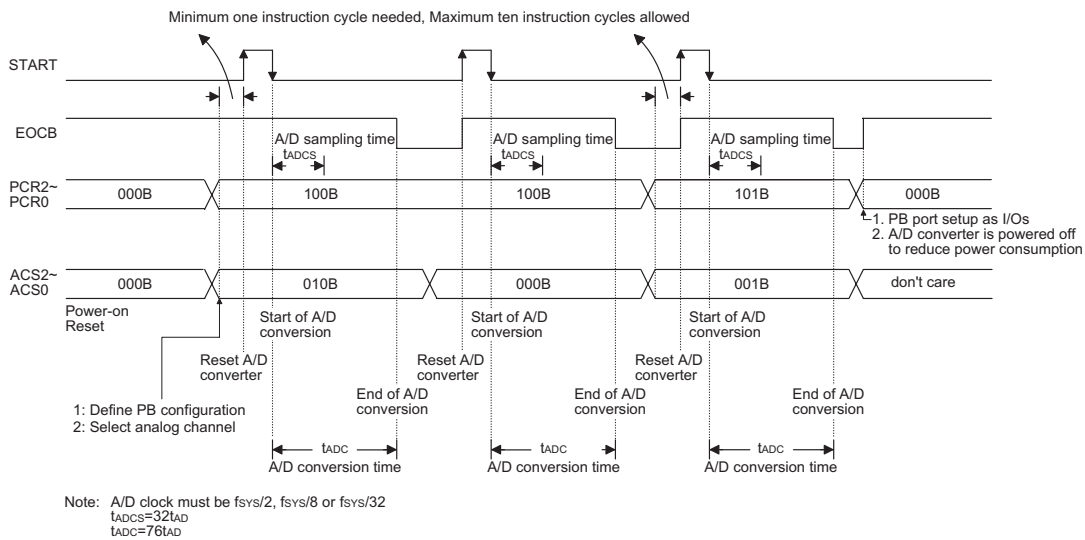 Minimum one instruction cycle needed, Maximum ten instruction cycles allowed
START
EOCB
A/D sampling time
tADCS
A/D sampling time
tADCS
A/D sampling time
tADCS
PCR2~
PCR0
000B
100B
100B
101B
000B
1. PB port setup as I/Os
2. A/D converter is powered off
to reduce power consumption
ACS2~
ACS0
000B
010B
000B
001B
don't care
Power-on
Reset
Start of A/D
conversion
Start of A/D
conversion
Start of A/D
conversion
Reset A/D
converter
Reset A/D
converter
Reset A/D
converter
1: Define PB configuration
2: Select analog channel
End of A/D
conversion
End of A/D
conversion
End of A/D
conversion
tADC
A/D conversion time
tADC
A/D conversion time
tADC
A/D conversion time
Note: A/D clock must be fSYS/2, fSYS/8 or fSYS/32
tADCS=32tAD
tADC=76tAD